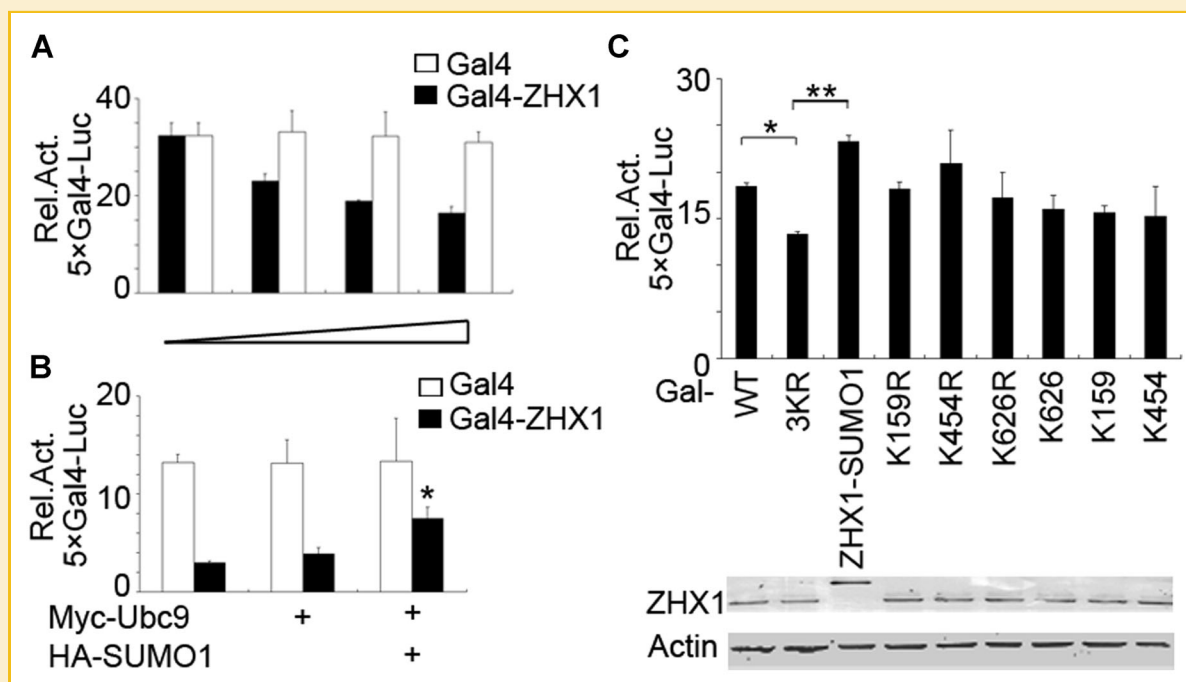 A
Gal4
Gal4-ZHX1
Rel.Act.
5×Gal4-Luc
40
20
0
B
Gal4
Gal4-ZHX1
Rel.Act.
5×Gal4-Luc
20
10
0
*
Myc-Ubc9 + +
HA-SUMO1 +
C
Rel.Act.
5×Gal4-Luc
30
15
0
*
**
Gal-
WT
3KR
ZHX1-SUMO1
K159R
K454R
K626R
K626
K159
K454
ZHX1
Actin